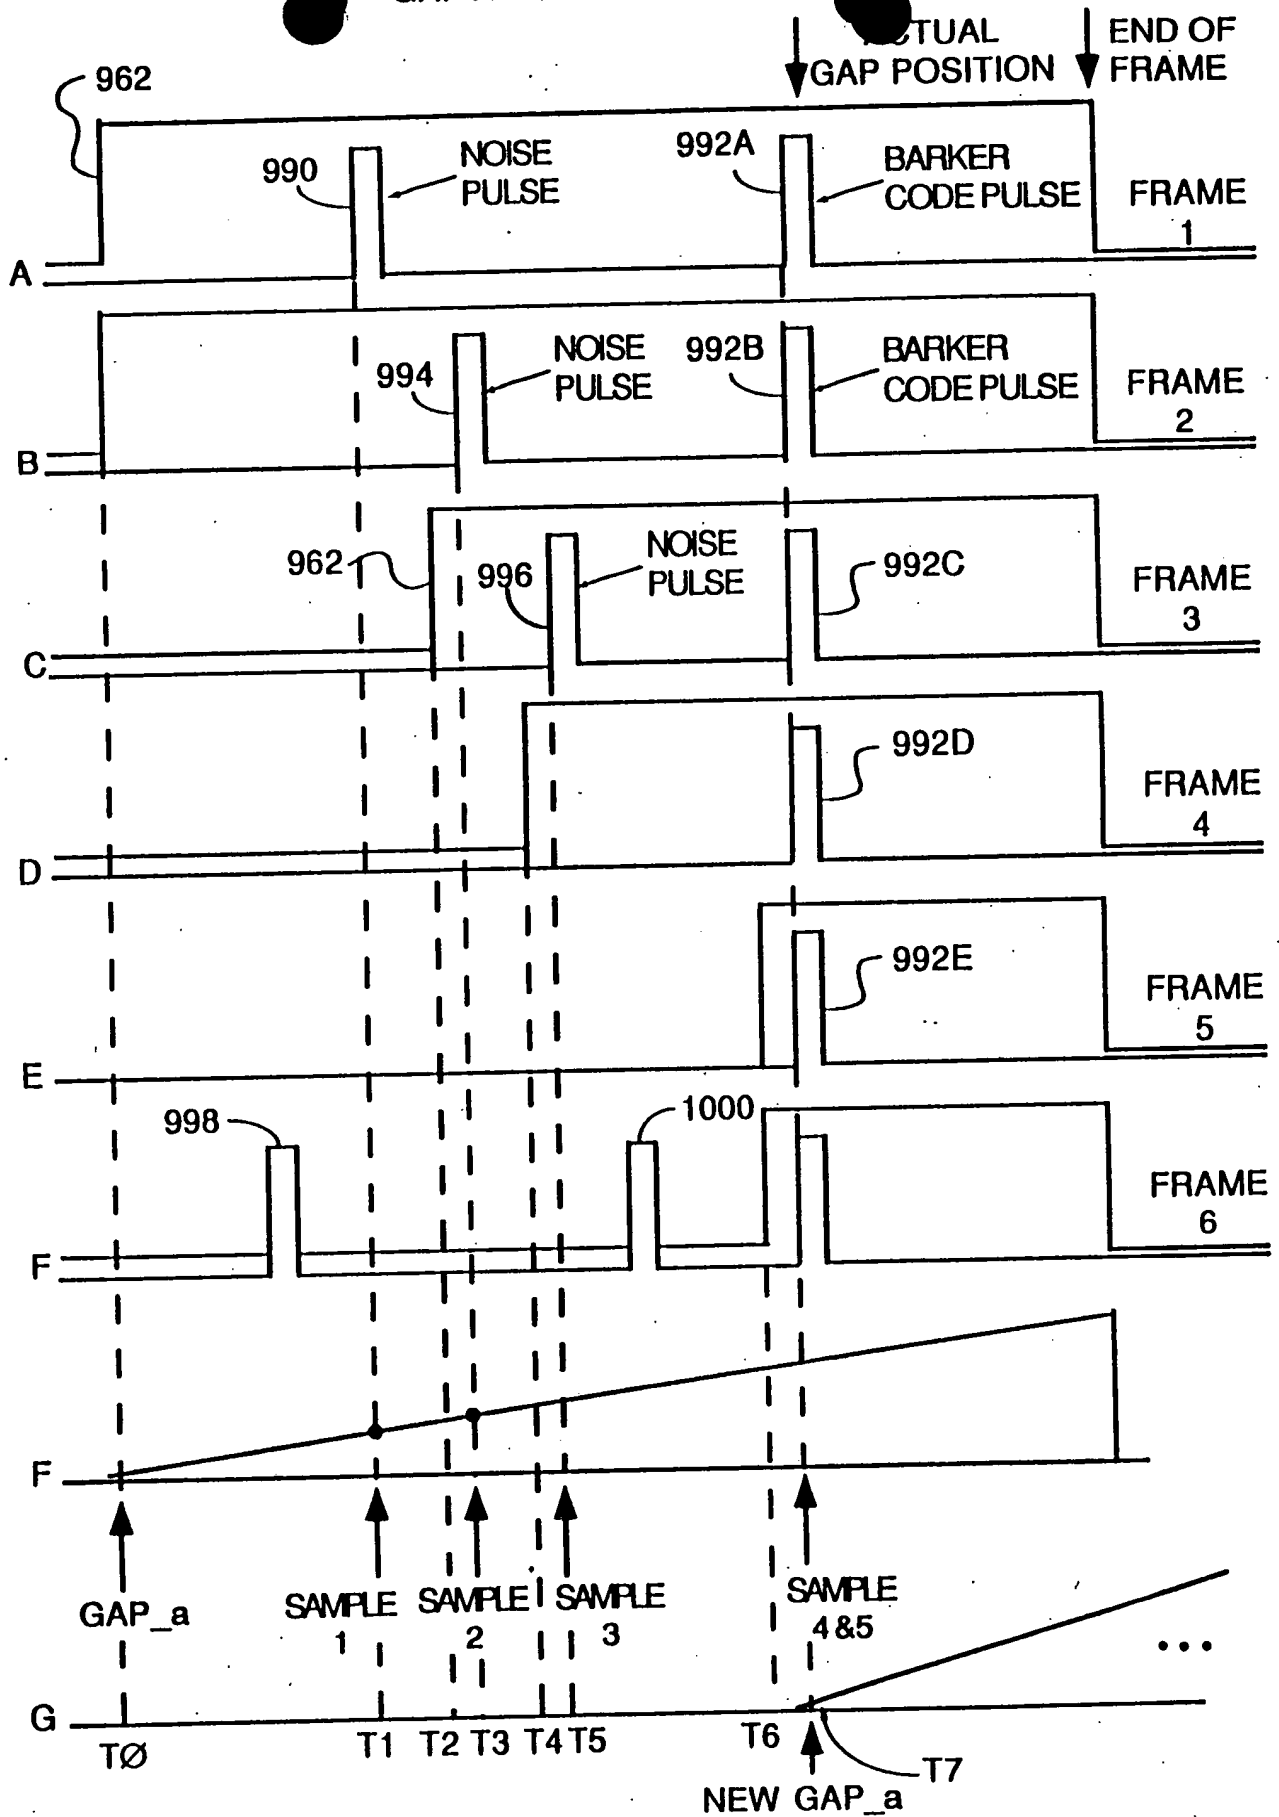 ACTUAL
GAP POSITION
END OF
FRAME
962
990
NOISE
PULSE
992A
BARKER
CODE PULSE
FRAME
1
A
994
NOISE
PULSE
992B
BARKER
CODE PULSE
FRAME
2
B
962
996
NOISE
PULSE
992C
FRAME
3
C
992D
FRAME
4
D
992E
FRAME
5
E
998
1000
FRAME
6
F
F
GAP_a
SAMPLE
1
SAMPLE
2
SAMPLE
3
SAMPLE
4&5
...
G
TØ
T1
T2
T3
T4
T5
T6
T7
NEW GAP_a